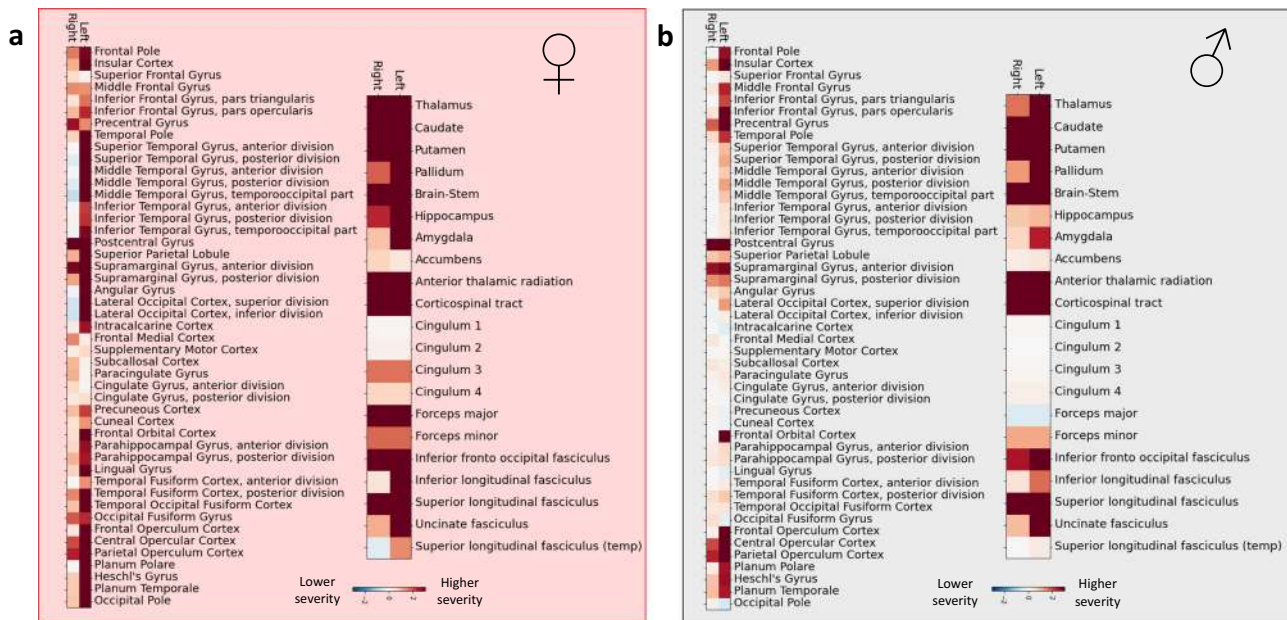 a
Right
Left
Frontal Pole
Insular Cortex
Superior Frontal Gyrus
Middle Frontal Gyrus
Inferior Frontal Gyrus, pars triangularis
Inferior Frontal Gyrus, pars opercularis
Precentral Gyrus
Temporal Pole
Superior Temporal Gyrus, anterior division
Superior Temporal Gyrus, posterior division
Middle Temporal Gyrus, anterior division
Middle Temporal Gyrus, posterior division
Middle Temporal Gyrus, temporooccipital part
Inferior Temporal Gyrus, anterior division
Inferior Temporal Gyrus, posterior division
Inferior Temporal Gyrus, temporooccipital part
Postcentral Gyrus
Superior Parietal Lobule
Supramarginal Gyrus, anterior division
Supramarginal Gyrus, posterior division
Angular Gyrus
Lateral Occipital Cortex, superior division
Lateral Occipital Cortex, inferior division
Intracalcarine Cortex
Frontal Medial Cortex
Supplementary Motor Cortex
Subcallosal Cortex
Paracingulate Gyrus
Cingulate Gyrus, anterior division
Cingulate Gyrus, posterior division
Precuneous Cortex
Cuneal Cortex
Frontal Orbital Cortex
Parahippocampal Gyrus, anterior division
Parahippocampal Gyrus, posterior division
Lingual Gyrus
Temporal Fusiform Cortex, anterior division
Temporal Fusiform Cortex, posterior division
Temporal Occipital Fusiform Cortex
Occipital Fusiform Gyrus
Frontal Operculum Cortex
Central Opercular Cortex
Parietal Operculum Cortex
Planum Polare
Heschl's Gyrus
Planum Temporale
Occipital Pole
♀
Right
Left
Thalamus
Caudate
Putamen
Pallidum
Brain-Stem
Hippocampus
Amygdala
Accumbens
Anterior thalamic radiation
Corticospinal tract
Cingulum 1
Cingulum 2
Cingulum 3
Cingulum 4
Forceps major
Forceps minor
Inferior fronto occipital fasciculus
Inferior longitudinal fasciculus
Superior longitudinal fasciculus
Uncinate fasciculus
Superior longitudinal fasciculus (temp)
Lower
severity
-2
0
2
Higher
severity
b
Right
Left
Frontal Pole
Insular Cortex
Superior Frontal Gyrus
Middle Frontal Gyrus
Inferior Frontal Gyrus, pars triangularis
Inferior Frontal Gyrus, pars opercularis
Precentral Gyrus
Temporal Pole
Superior Temporal Gyrus, anterior division
Superior Temporal Gyrus, posterior division
Middle Temporal Gyrus, anterior division
Middle Temporal Gyrus, posterior division
Middle Temporal Gyrus, temporooccipital part
Inferior Temporal Gyrus, anterior division
Inferior Temporal Gyrus, posterior division
Inferior Temporal Gyrus, temporooccipital part
Postcentral Gyrus
Superior Parietal Lobule
Supramarginal Gyrus, anterior division
Supramarginal Gyrus, posterior division
Angular Gyrus
Lateral Occipital Cortex, superior division
Lateral Occipital Cortex, inferior division
Intracalcarine Cortex
Frontal Medial Cortex
Supplementary Motor Cortex
Subcallosal Cortex
Paracingulate Gyrus
Cingulate Gyrus, anterior division
Cingulate Gyrus, posterior division
Precuneous Cortex
Cuneal Cortex
Frontal Orbital Cortex
Parahippocampal Gyrus, anterior division
Parahippocampal Gyrus, posterior division
Lingual Gyrus
Temporal Fusiform Cortex, anterior division
Temporal Fusiform Cortex, posterior division
Temporal Occipital Fusiform Cortex
Occipital Fusiform Gyrus
Frontal Operculum Cortex
Central Opercular Cortex
Parietal Operculum Cortex
Planum Polare
Heschl's Gyrus
Planum Temporale
Occipital Pole
♂
Right
Left
Thalamus
Caudate
Putamen
Pallidum
Brain-Stem
Hippocampus
Amygdala
Accumbens
Anterior thalamic radiation
Corticospinal tract
Cingulum 1
Cingulum 2
Cingulum 3
Cingulum 4
Forceps major
Forceps minor
Inferior fronto occipital fasciculus
Inferior longitudinal fasciculus
Superior longitudinal fasciculus
Uncinate fasciculus
Superior longitudinal fasciculus (temp)
Lower
severity
-2
0
2
Higher
severity